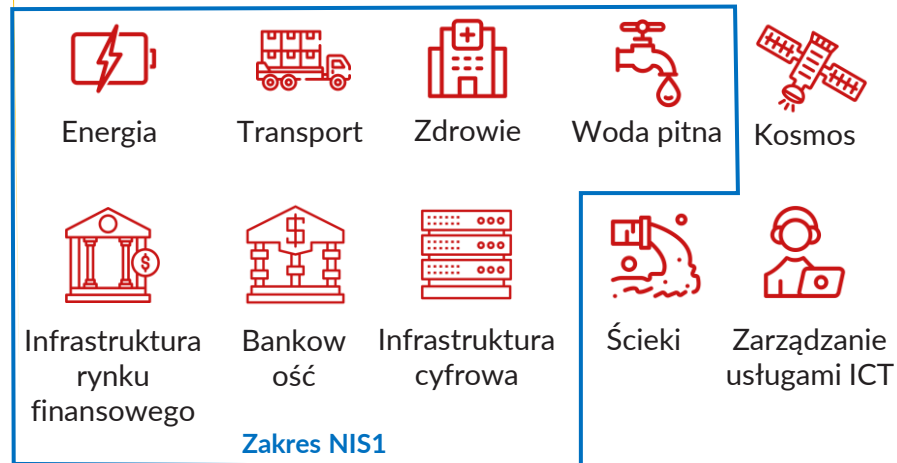 Energia
Transport
Zdrowie
Woda pitna
Kosmos
Infrastruktura
rynku
finansowego
Bankow
ość
Infrastruktura
cyfrowa
Ścieki
Zarządzanie
usługami ICT
Zakres NIS1